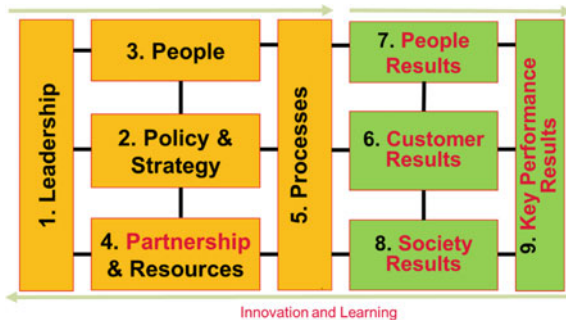 1. Leadership
3. People
2. Policy &
Strategy
4. Partnership
& Resources
5. Processes
7. People
Results
6. Customer
Results
8. Society
Results
9. Key Performance
Results
Innovation and Learning